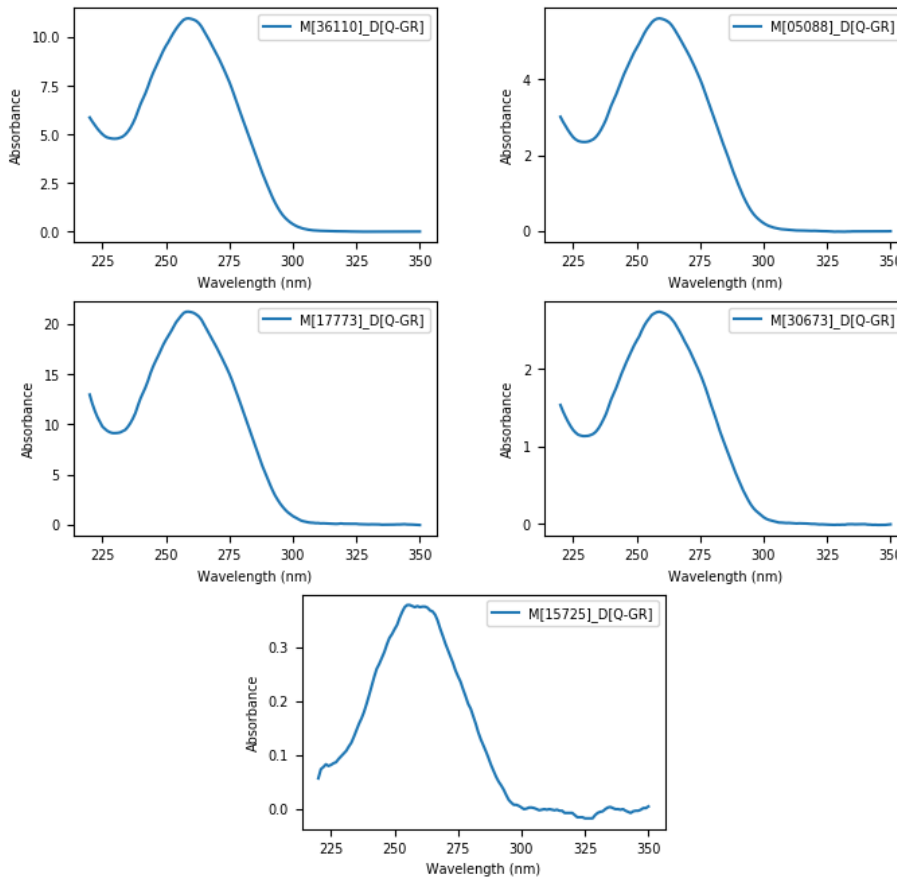 M[36110]_D[Q-GR]
10.0
7.5
5.0
2.5
0.0
Absorbance
225 250 275 300 325 350
Wavelength (nm)
M[05088]_D[Q-GR]
4
2
0
Absorbance
225 250 275 300 325 350
Wavelength (nm)
M[17773]_D[Q-GR]
20
15
10
5
0
Absorbance
225 250 275 300 325 350
Wavelength (nm)
M[30673]_D[Q-GR]
2
1
0
Absorbance
225 250 275 300 325 350
Wavelength (nm)
M[15725]_D[Q-GR]
0.3
0.2
0.1
0.0
Absorbance
225 250 275 300 325 350
Wavelength (nm)